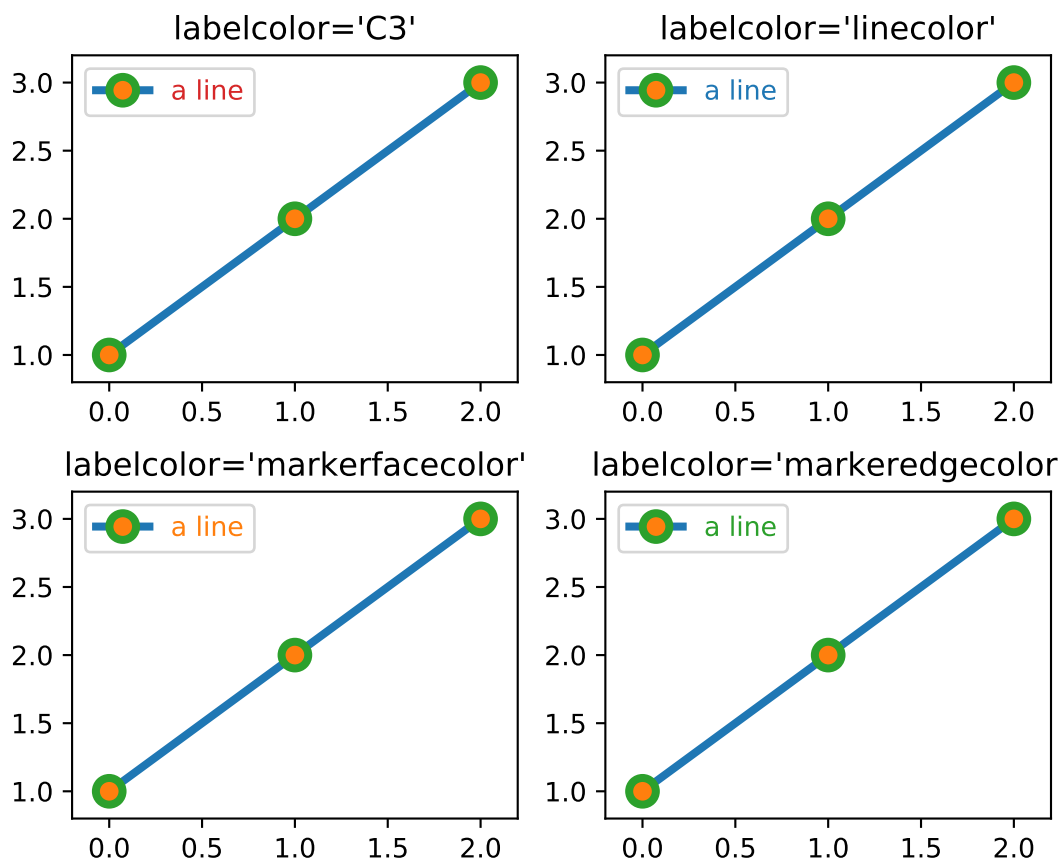 labelcolor='C3'
a line
3.0
2.5
2.0
1.5
1.0
0.0 0.5 1.0 1.5 2.0
labelcolor='linecolor'
a line
3.0
2.5
2.0
1.5
1.0
0.0 0.5 1.0 1.5 2.0
labelcolor='markerfacecolor'
a line
3.0
2.5
2.0
1.5
1.0
0.0 0.5 1.0 1.5 2.0
labelcolor='markeredgecolor
a line
3.0
2.5
2.0
1.5
1.0
0.0 0.5 1.0 1.5 2.0